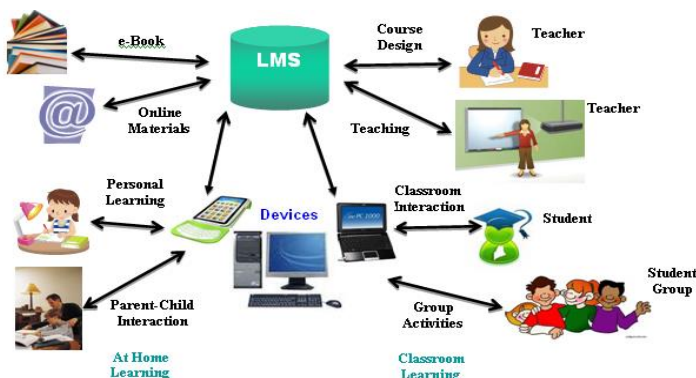 e-Book
LMS
Course
Design
Teacher
Online
Materials
Teaching
Teacher
Personal
Learning
Devices
Classroom
Interaction
Student
Parent-Child
Interaction
Group
Activities
Student
Group
At Home
Learning
Classroom
Learning